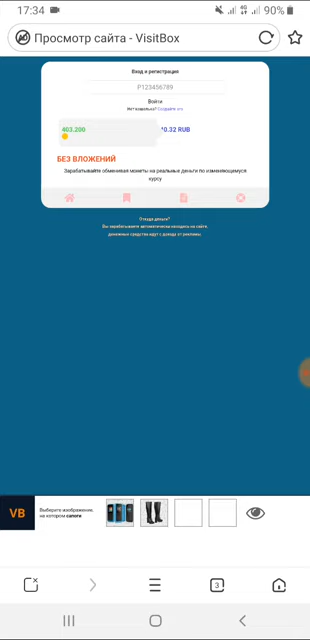 17:34
4G
90%
Просмотр сайта - VisitBox
Вход и регистрация
P123456789
Войти
Нет кошелька? Создайте его
403.200
0.32 RUB
БЕЗ ВЛОЖЕНИЙ
Зарабатывайте обменивая монеты на реальные деньги по изменяющемуся
курсу.
Откуда деньги?
Вы зарабатываете автоматически находясь на сайте,
денежные средства идут с дохода от рекламы.
VB
Выберите изображение,
на котором сапоги
3